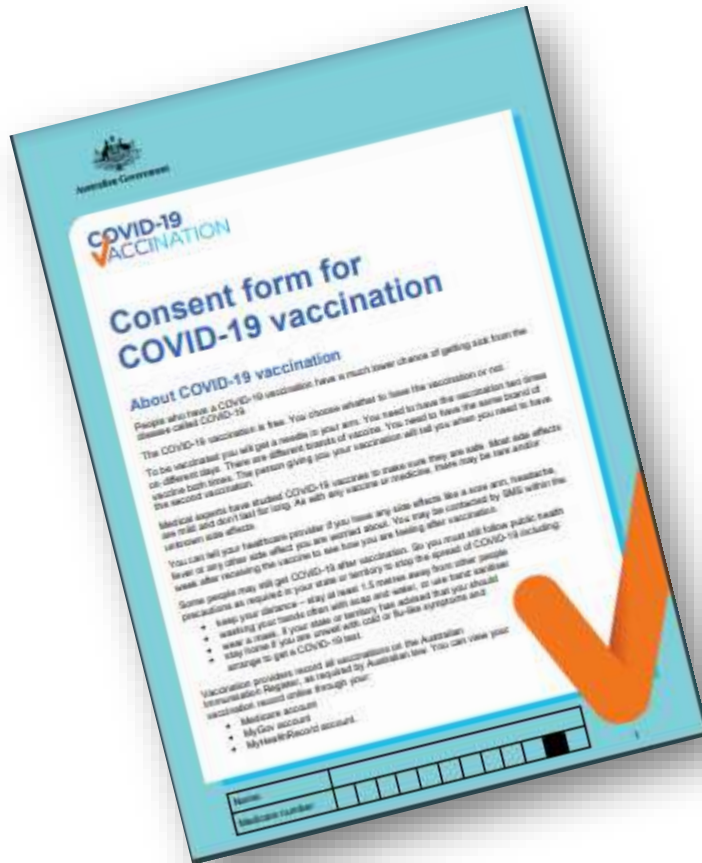 Australian Government
COVID-19
VACCINATION
Consent form for
COVID-19 vaccination
About COVID-19 vaccination
People who have a COVID-19 vaccination have a much lower chance of getting sick from the
disease called COVID-19.
The COVID-19 vaccination is free. You choose whether to have the vaccination or not.
To be vaccinated you will get a needle in your arm. You need to have the vaccination two times
on different days. There are different brands of vaccine. You need to have the same brand of
vaccine both times. The person giving you your vaccination will tell you when you need to have
the second vaccination.
Medical experts have studied COVID-19 vaccines to make sure they are safe. Most side effects
are mild and don't last for long. As with any vaccine or medicine, there may be rare and/or
unknown side effects.
You can tell your healthcare provider if you have any side effects like a sore arm, headache,
fever or any other side effect you are worried about. You may be contacted by SMS within the
week after receiving the vaccine to see how you are feeling after vaccination.
Some people may still get COVID-19 after vaccination. So you must still follow public health
precautions as required in your state or territory to stop the spread of COVID-19 including:
• keep your distance – stay at least 1.5 metres away from other people
• washing your hands often with soap and water, or use hand sanitiser
• wear a mask, if your state or territory has advised that you should
• stay home if you are unwell with cold or flu-like symptoms and
arrange to get a COVID-19 test.
Vaccination providers record all vaccinations on the Australian
Immunisation Register, as required by Australian law. You can view your
vaccination record online through your:
• Medicare account
• MyGov account
• MyHealthRecord account.
Name:
Medicare number:
1